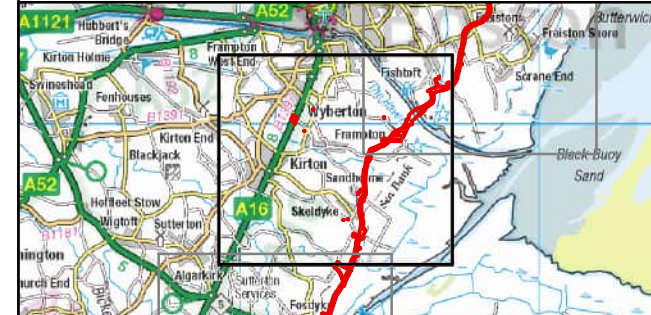 A1121
Hubbert's
Bridge
A52
Freiston
Butterwic
Freiston Shore
Kirton Holme
Frampton
West End
Fishtoft
Scrane End
Swineshead
Fenhouses
B1391
Wyberton
Frampton
Kirton End
Blackjack
Kirton
Black Buoy
Sand
A52
Sandholme
Sea Bank
Hoffleet Stow
Wigtoft
A16
Skeldyke
B1181
Sutterton
nington
Algarkirk
Sutterton
Services
urch End
Fosdyk